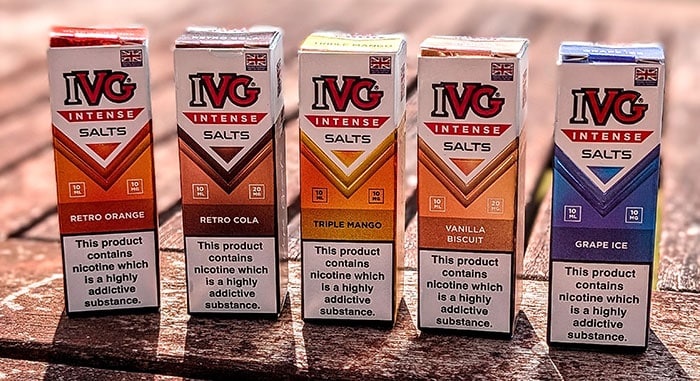 IVG
INTENSE
SALTS
10 ML
10 MG
RETRO ORANGE
This product
contains
nicotine which
is a highly
addictive
substance.
RETRO COLA
IVG
INTENSE
SALTS
10 ML
20 MG
RETRO COLA
This product
contains
nicotine which
is a highly
addictive
substance.
TRIPLE MANGO
IVG
INTENSE
SALTS
10 ML
10 MG
TRIPLE MANGO
This product
contains
nicotine which
is a highly
addictive
substance.
IVG
INTENSE
SALTS
10 ML
20 MG
VANILLA
BISCUIT
This product
contains
nicotine which
is a highly
addictive
substance.
GRAPE ICE
IVG
INTENSE
SALTS
10 ML
10 MG
GRAPE ICE
This product
contains
nicotine which
is a highly
addictive
substance.